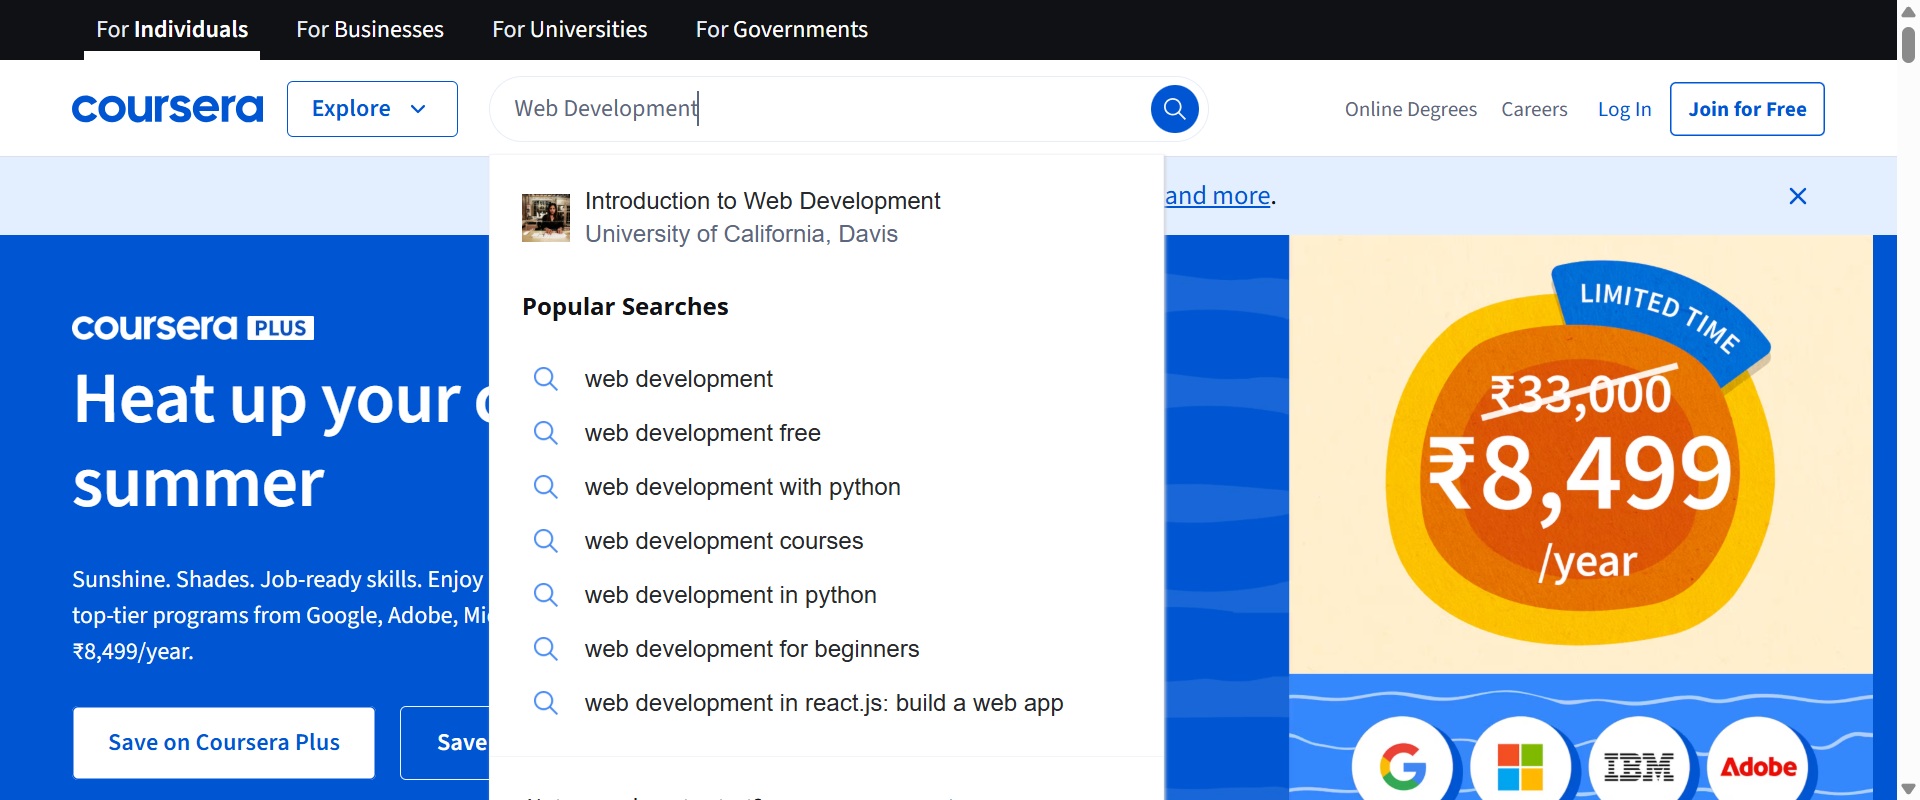 For Individuals
For Businesses
For Universities
For Governments
coursera
Explore
Web Development
Online Degrees
Careers
Log In
Join for Free
and more.
Introduction to Web Development
University of California, Davis
Popular Searches
web development
web development free
web development with python
web development courses
web development in python
web development for beginners
web development in react.js: build a web app
coursera PLUS
Heat up your
summer
Sunshine. Shades. Job-ready skills. Enjoy
top-tier programs from Google, Adobe,
₹8,499/year.
Save on Coursera Plus
Save
LIMITED TIME
₹33,000
₹8,499
/year
G
IBM
Adobe